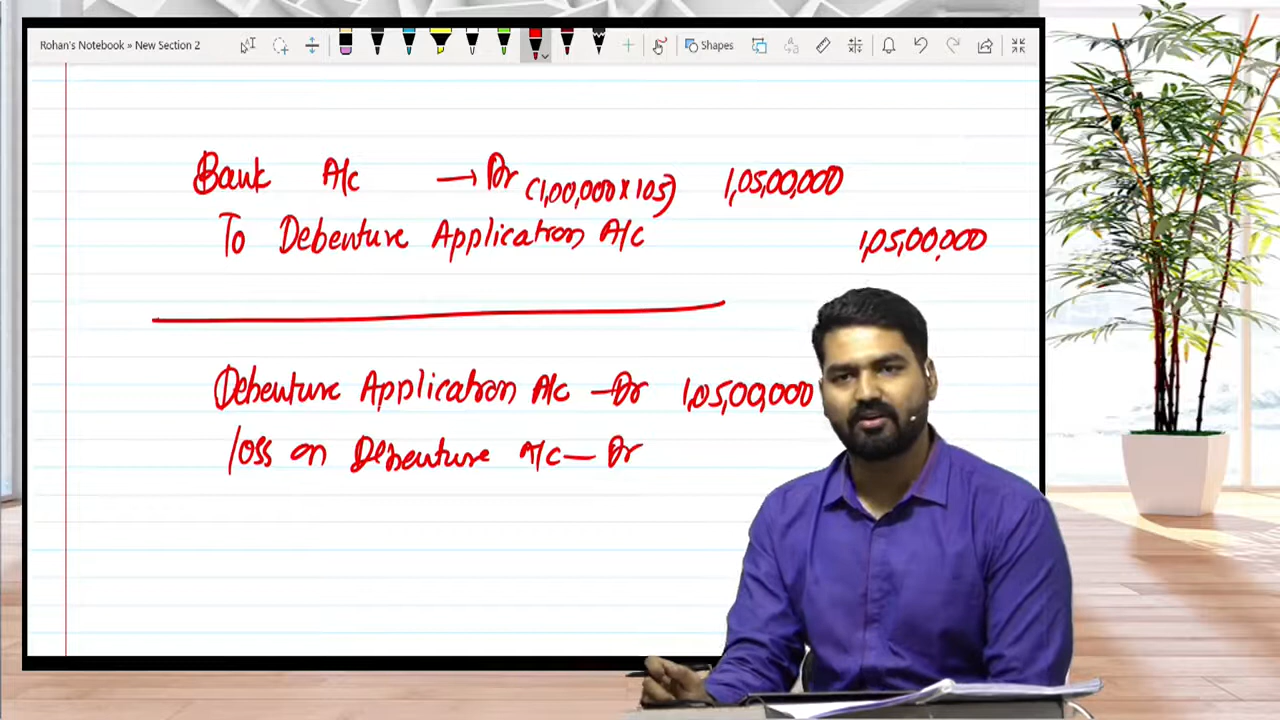 Rohan's Notebook » New Section 2
Shapes
Bank A/c → Dr (1,00,000 x 105) 1,05,00,000
To Debenture Application A/c 1,05,00,000
Debenture Application A/c — Dr 1,05,00,000
loss on Debenture A/c — Dr